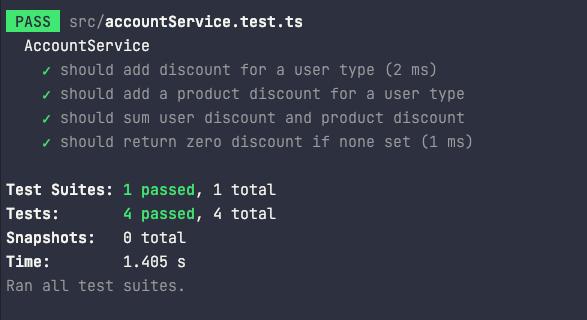 PASS src/accountService.test.ts
AccountService
✓ should add discount for a user type (2 ms)
✓ should add a product discount for a user type
✓ should sum user discount and product discount
✓ should return zero discount if none set (1 ms)
Test Suites: 1 passed, 1 total
Tests: 4 passed, 4 total
Snapshots: 0 total
Time: 1.405 s
Ran all test suites.